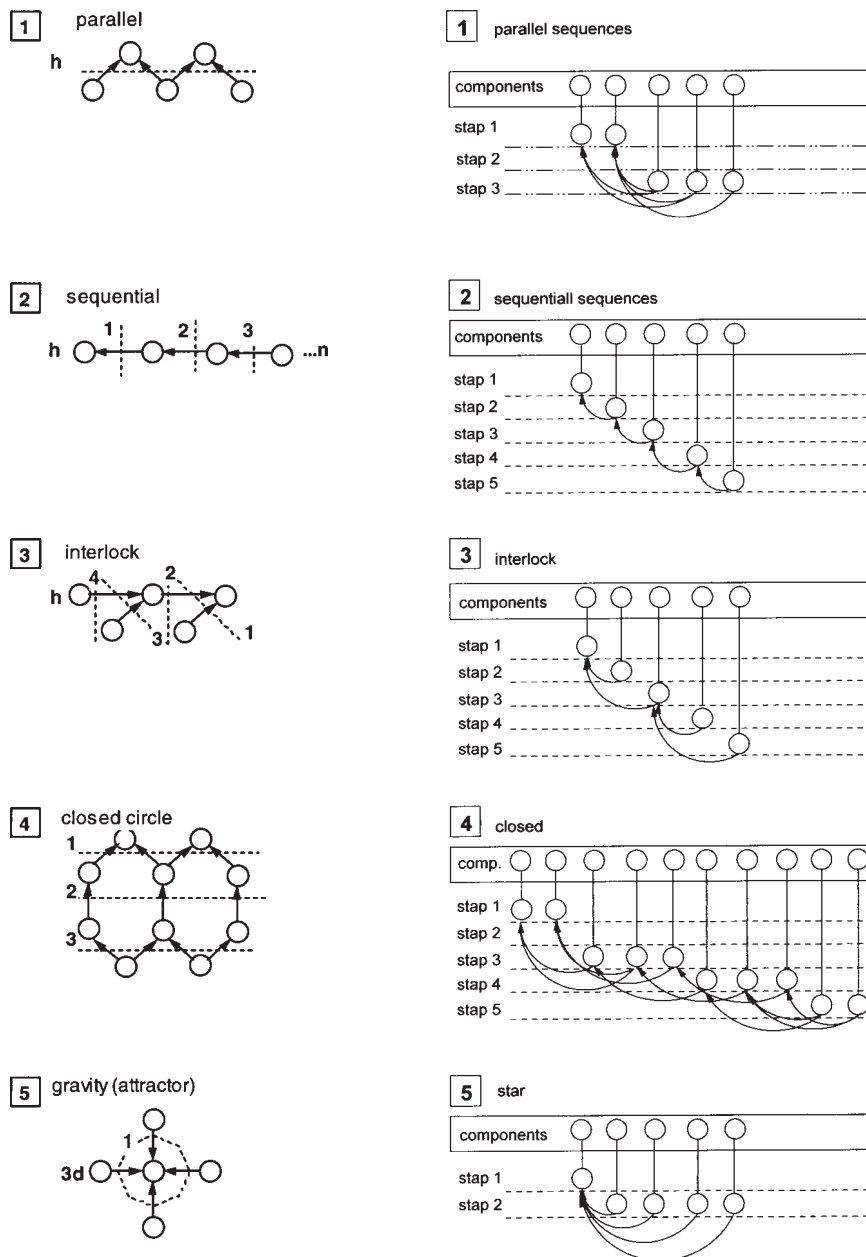 1 parallel
h
1 parallel sequences
components
stap 1
stap 2
stap 3
2 sequential
1 2 3
h ...n
2 sequentiall sequences
components
stap 1
stap 2
stap 3
stap 4
stap 5
3 interlock
4 2
h
3 1
3 interlock
components
stap 1
stap 2
stap 3
stap 4
stap 5
4 closed circle
1
2
3
4 closed
comp.
stap 1
stap 2
stap 3
stap 4
stap 5
5 gravity (attractor)
1
3d
5 star
components
stap 1
stap 2